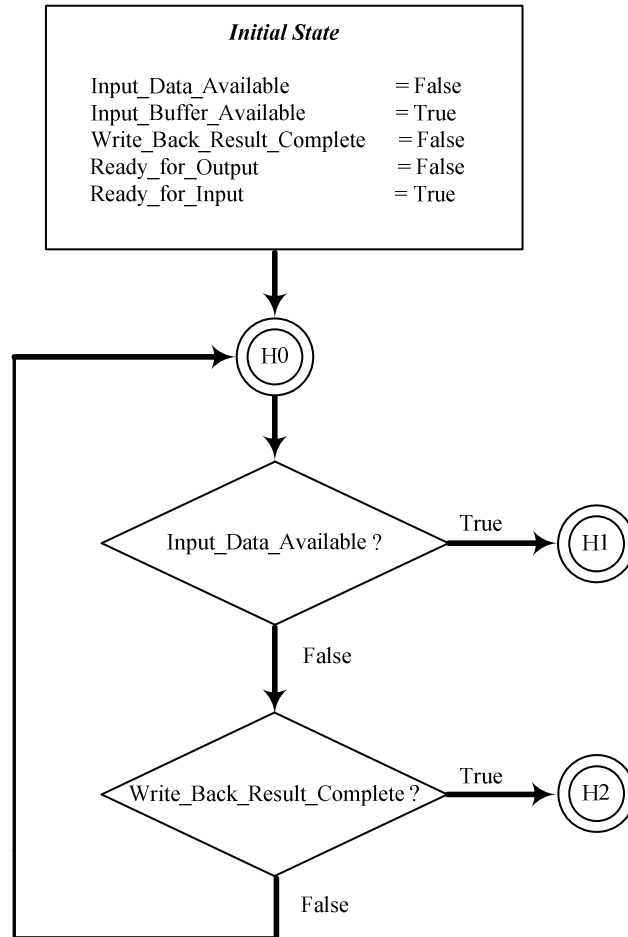 Initial State
Input_Data_Available = False
Input_Buffer_Available = True
Write_Back_Result_Complete = False
Ready_for_Output = False
Ready_for_Input = True
H0
Input_Data_Available ?
True
H1
False
Write_Back_Result_Complete ?
True
H2
False